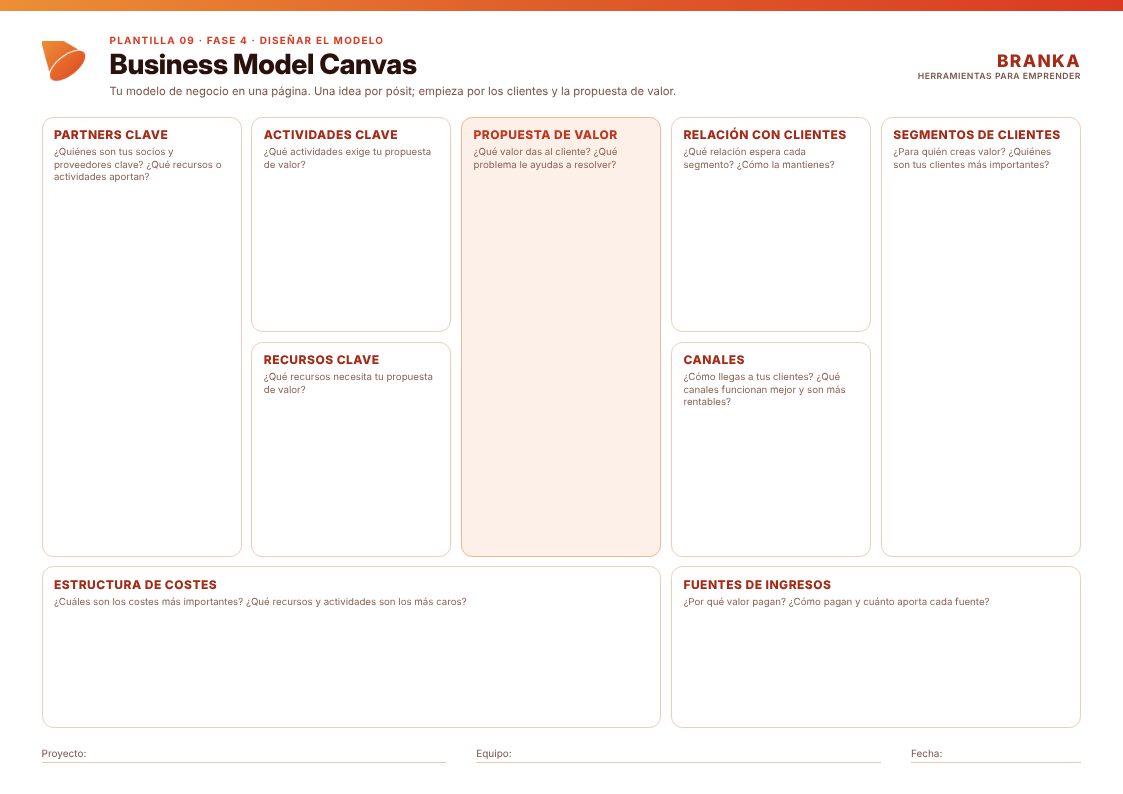 PLANTILLA 09 · FASE 4 · DISEÑAR EL MODELO
Business Model Canvas
Tu modelo de negocio en una página. Una idea por pósit; empieza por los clientes y la propuesta de valor.
BRANKA
HERRAMIENTAS PARA EMPRENDER
PARTNERS CLAVE
¿Quiénes son tus socios y
proveedores clave? ¿Qué recursos o
actividades aportan?
ACTIVIDADES CLAVE
¿Qué actividades exige tu propuesta
de valor?
RECURSOS CLAVE
¿Qué recursos necesita tu propuesta
de valor?
PROPUESTA DE VALOR
¿Qué valor das al cliente? ¿Qué
problema le ayudas a resolver?
RELACIÓN CON CLIENTES
¿Qué relación espera cada
segmento? ¿Cómo la mantienes?
CANALES
¿Cómo llegas a tus clientes? ¿Qué
canales funcionan mejor y son más
rentables?
SEGMENTOS DE CLIENTES
¿Para quién creas valor? ¿Quiénes
son tus clientes más importantes?
ESTRUCTURA DE COSTES
¿Cuáles son los costes más importantes? ¿Qué recursos y actividades son los más caros?
FUENTES DE INGRESOS
¿Por qué valor pagan? ¿Cómo pagan y cuánto aporta cada fuente?
Proyecto:
Equipo:
Fecha: